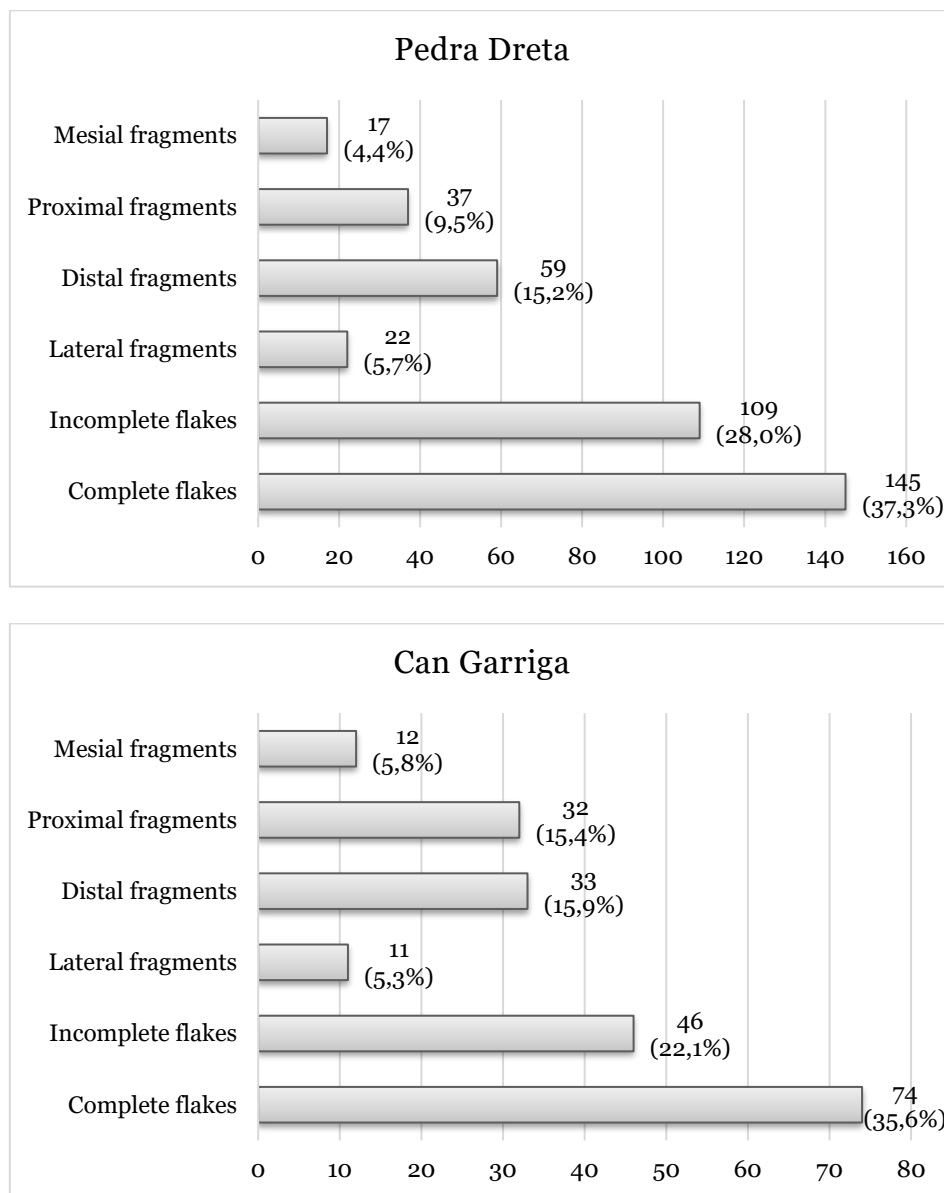 Pedra Dreta
Mesial fragments
17
(4,4%)
Proximal fragments
37
(9,5%)
Distal fragments
59
(15,2%)
Lateral fragments
22
(5,7%)
Incomplete flakes
109
(28,0%)
Complete flakes
145
(37,3%)
0 20 40 60 80 100 120 140 160
Can Garriga
Mesial fragments
12
(5,8%)
Proximal fragments
32
(15,4%)
Distal fragments
33
(15,9%)
Lateral fragments
11
(5,3%)
Incomplete flakes
46
(22,1%)
Complete flakes
74
(35,6%)
0 10 20 30 40 50 60 70 80